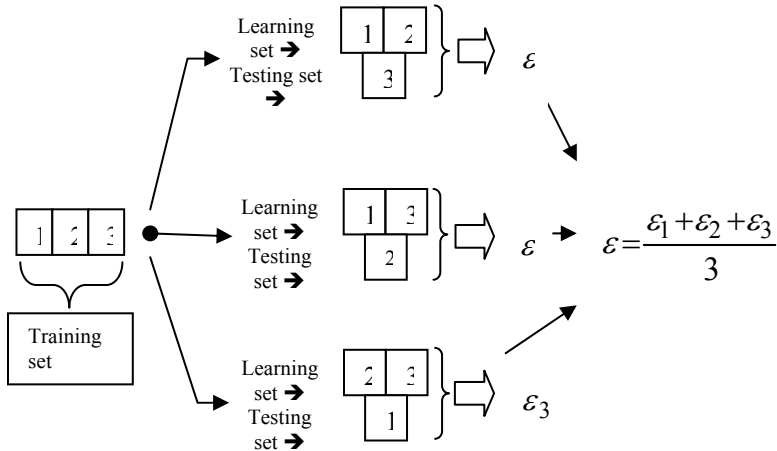 Learning
set ➔
Testing set
➔
1 2
3
ε
1 2 3
Training
set
Learning
set ➔
Testing
set ➔
1 3
2
ε
ε = (ε₁ + ε₂ + ε₃) / 3
Learning
set ➔
Testing
set ➔
2 3
1
ε₃